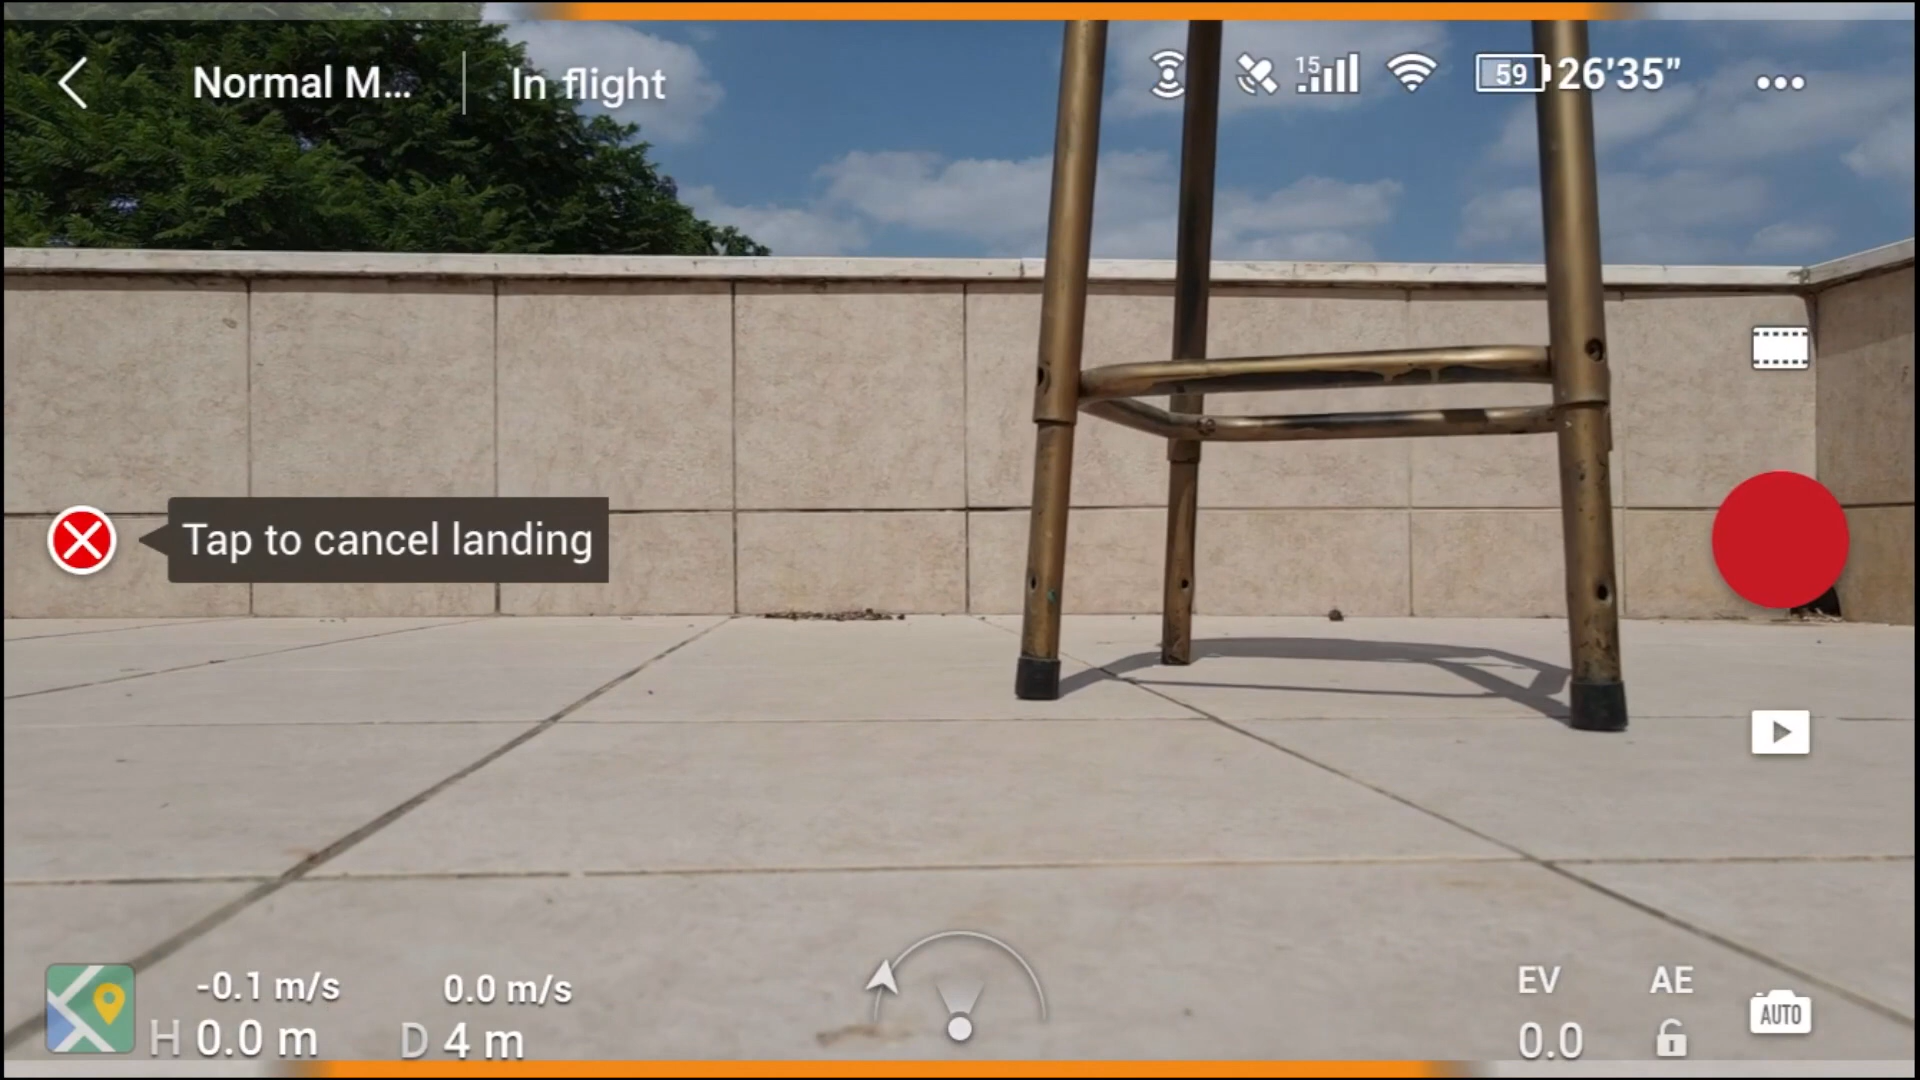 Normal M... In flight 15 59 26'35" •••
Tap to cancel landing
-0.1 m/s 0.0 m/s
H 0.0 m D 4 m
EV AE
0.0 AUTO